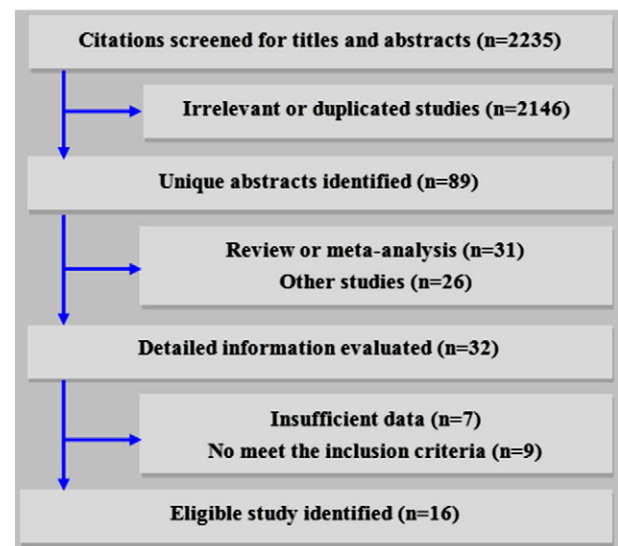 Citations screened for titles and abstracts (n=2235)
Irrelevant or duplicated studies (n=2146)
Unique abstracts identified (n=89)
Review or meta-analysis (n=31)
Other studies (n=26)
Detailed information evaluated (n=32)
Insufficient data (n=7)
No meet the inclusion criteria (n=9)
Eligible study identified (n=16)